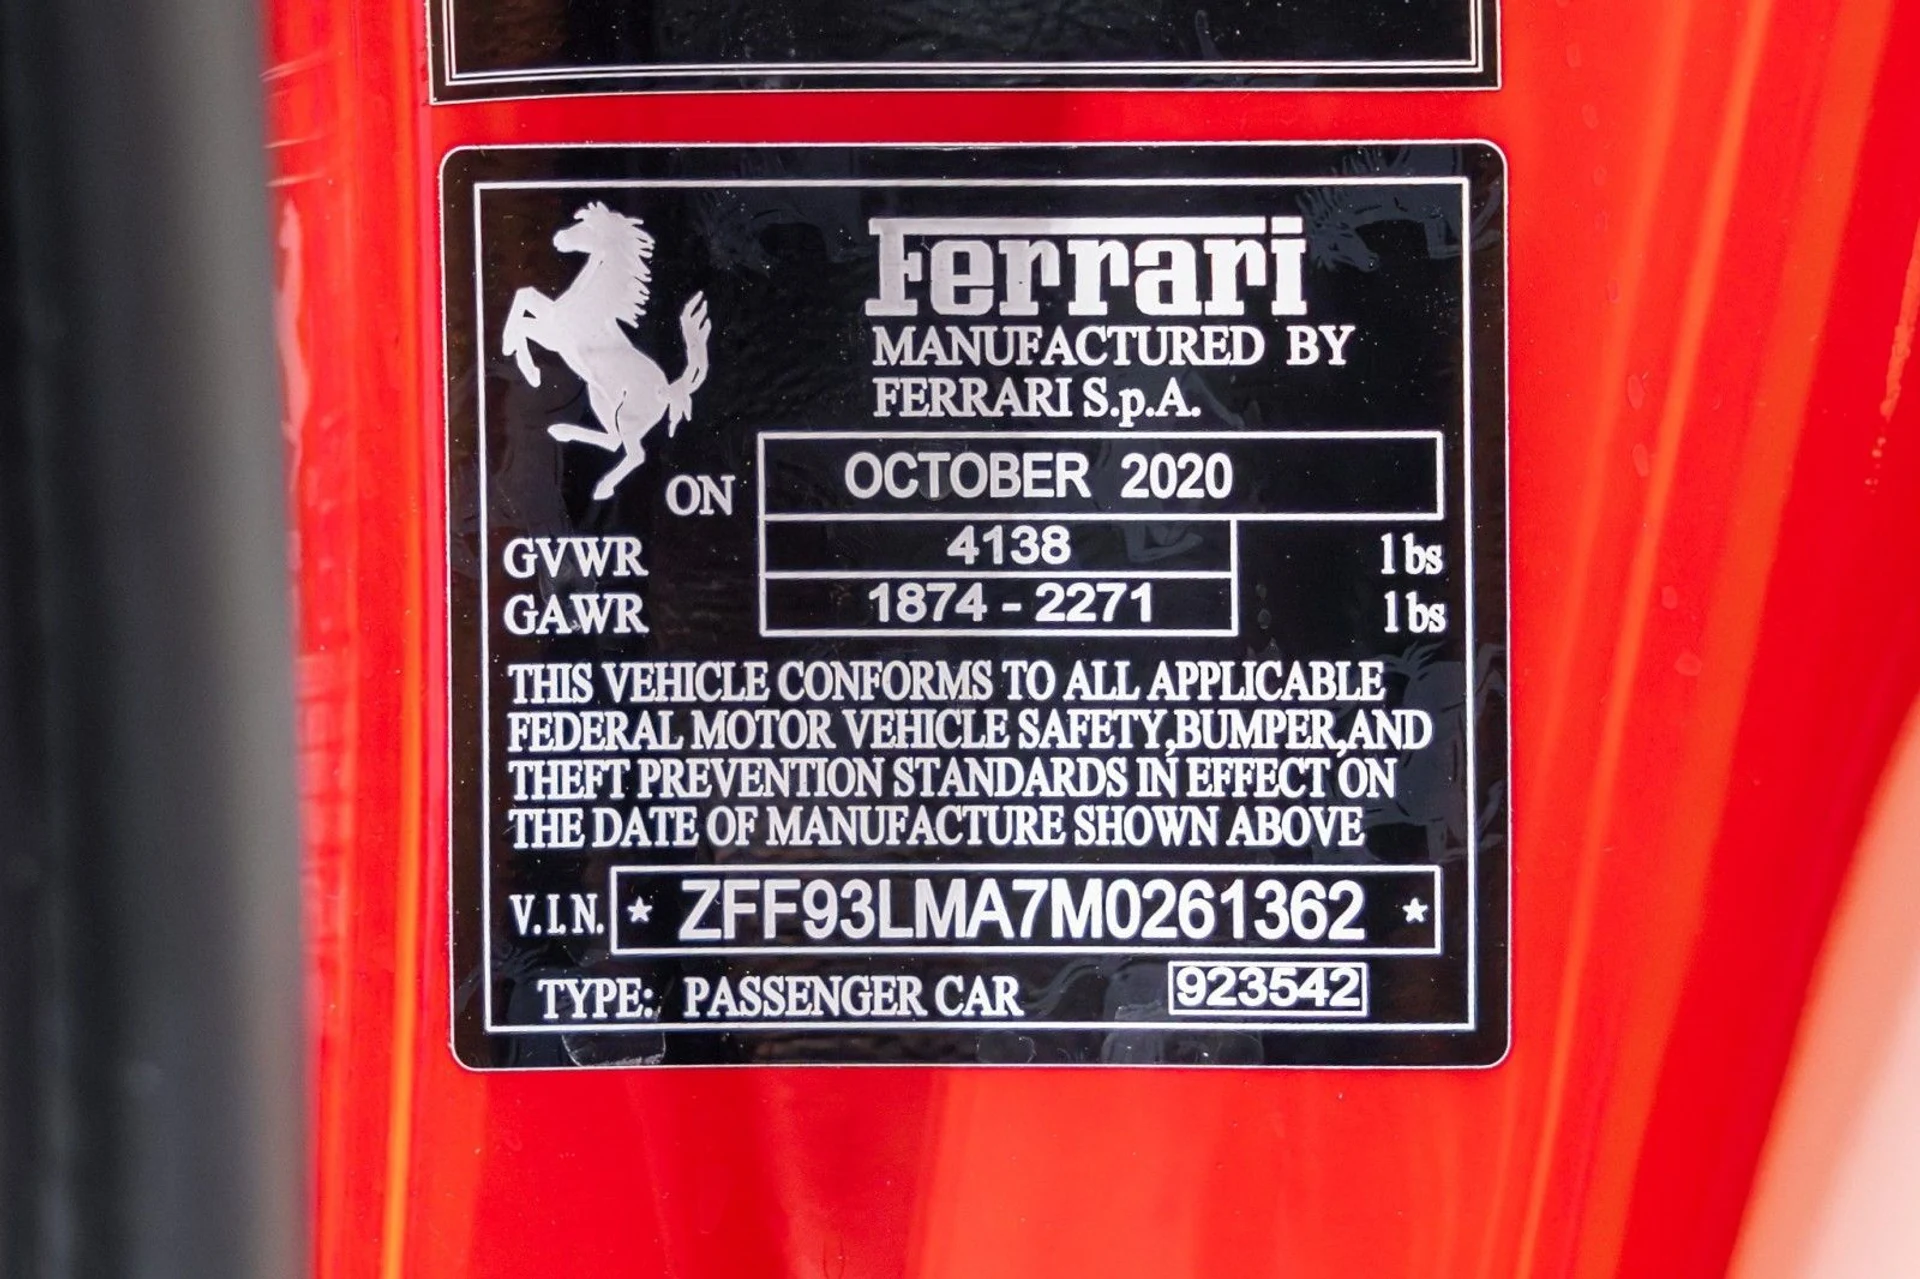 Ferrari
MANUFACTURED BY
FERRARI S.p.A.
ON OCTOBER 2020
GVWR 4138 lbs
GAWR 1874 - 2271 lbs
THIS VEHICLE CONFORMS TO ALL APPLICABLE
FEDERAL MOTOR VEHICLE SAFETY,BUMPER,AND
THEFT PREVENTION STANDARDS IN EFFECT ON
THE DATE OF MANUFACTURE SHOWN ABOVE
V.I.N. ★ ZFF93LMA7M0261362 ★
TYPE: PASSENGER CAR 923542